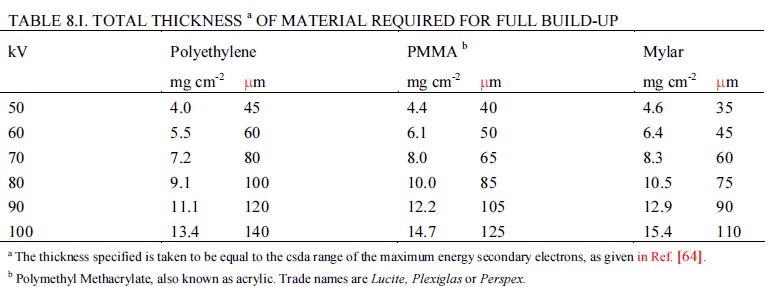 TABLE 8.I. TOTAL THICKNESS a OF MATERIAL REQUIRED FOR FULL BUILD-UP
kV Polyethylene PMMA b Mylar
mg cm-2 μm mg cm-2 μm mg cm-2 μm
50 4.0 45 4.4 40 4.6 35
60 5.5 60 6.1 50 6.4 45
70 7.2 80 8.0 65 8.3 60
80 9.1 100 10.0 85 10.5 75
90 11.1 120 12.2 105 12.9 90
100 13.4 140 14.7 125 15.4 110
a The thickness specified is taken to be equal to the csda range of the maximum energy secondary electrons, as given in Ref. [64].
b Polymethyl Methacrylate, also known as acrylic. Trade names are Lucite, Plexiglas or Perspex.